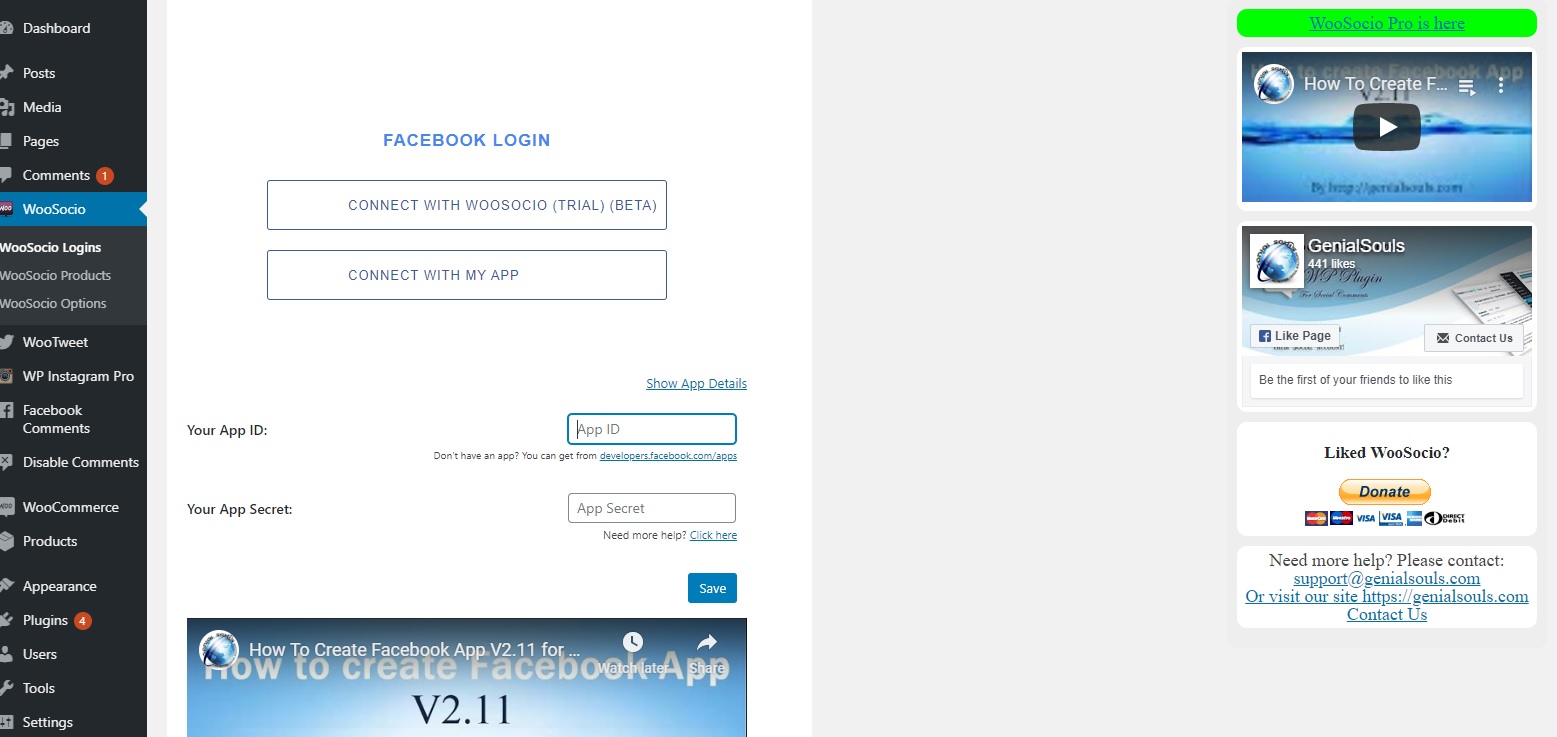 Dashboard
Posts
Media
Pages
Comments 1
WooSocio
WooSocio Logins
WooSocio Products
WooSocio Options
WooTweet
WP Instagram Pro
Facebook
Comments
Disable Comments
WooCommerce
Products
Appearance
Plugins 4
Users
Tools
Settings
FACEBOOK LOGIN
CONNECT WITH WOOSOCIO (TRIAL) (BETA)
CONNECT WITH MY APP
Show App Details
Your App ID:
App ID
Don't have an app? You can get from developers.facebook.com/apps
Your App Secret:
App Secret
Need more help? Click here
Save
How To Create Facebook App V2.11 for ...
Watch later
Share
How to create Facebook App
V2.11
WooSocio Pro is here
How To Create F...
to create Facebook App
V2.11
By http://genialsouls.com
GenialSouls
441 likes
WP Plugin
For Social Comments
Like Page
Contact Us
Be the first of your friends to like this
Liked WooSocio?
Donate
VISA
VISA
DIRECT
Debit
Need more help? Please contact:
support@genialsouls.com
Or visit our site https://genialsouls.com
Contact Us